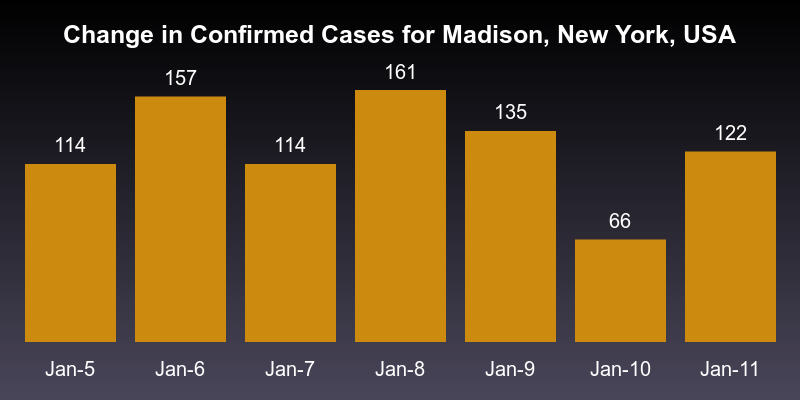 Change in Confirmed Cases for Madison, New York, USA
114 157 114 161 135 66 122
Jan-5 Jan-6 Jan-7 Jan-8 Jan-9 Jan-10 Jan-11